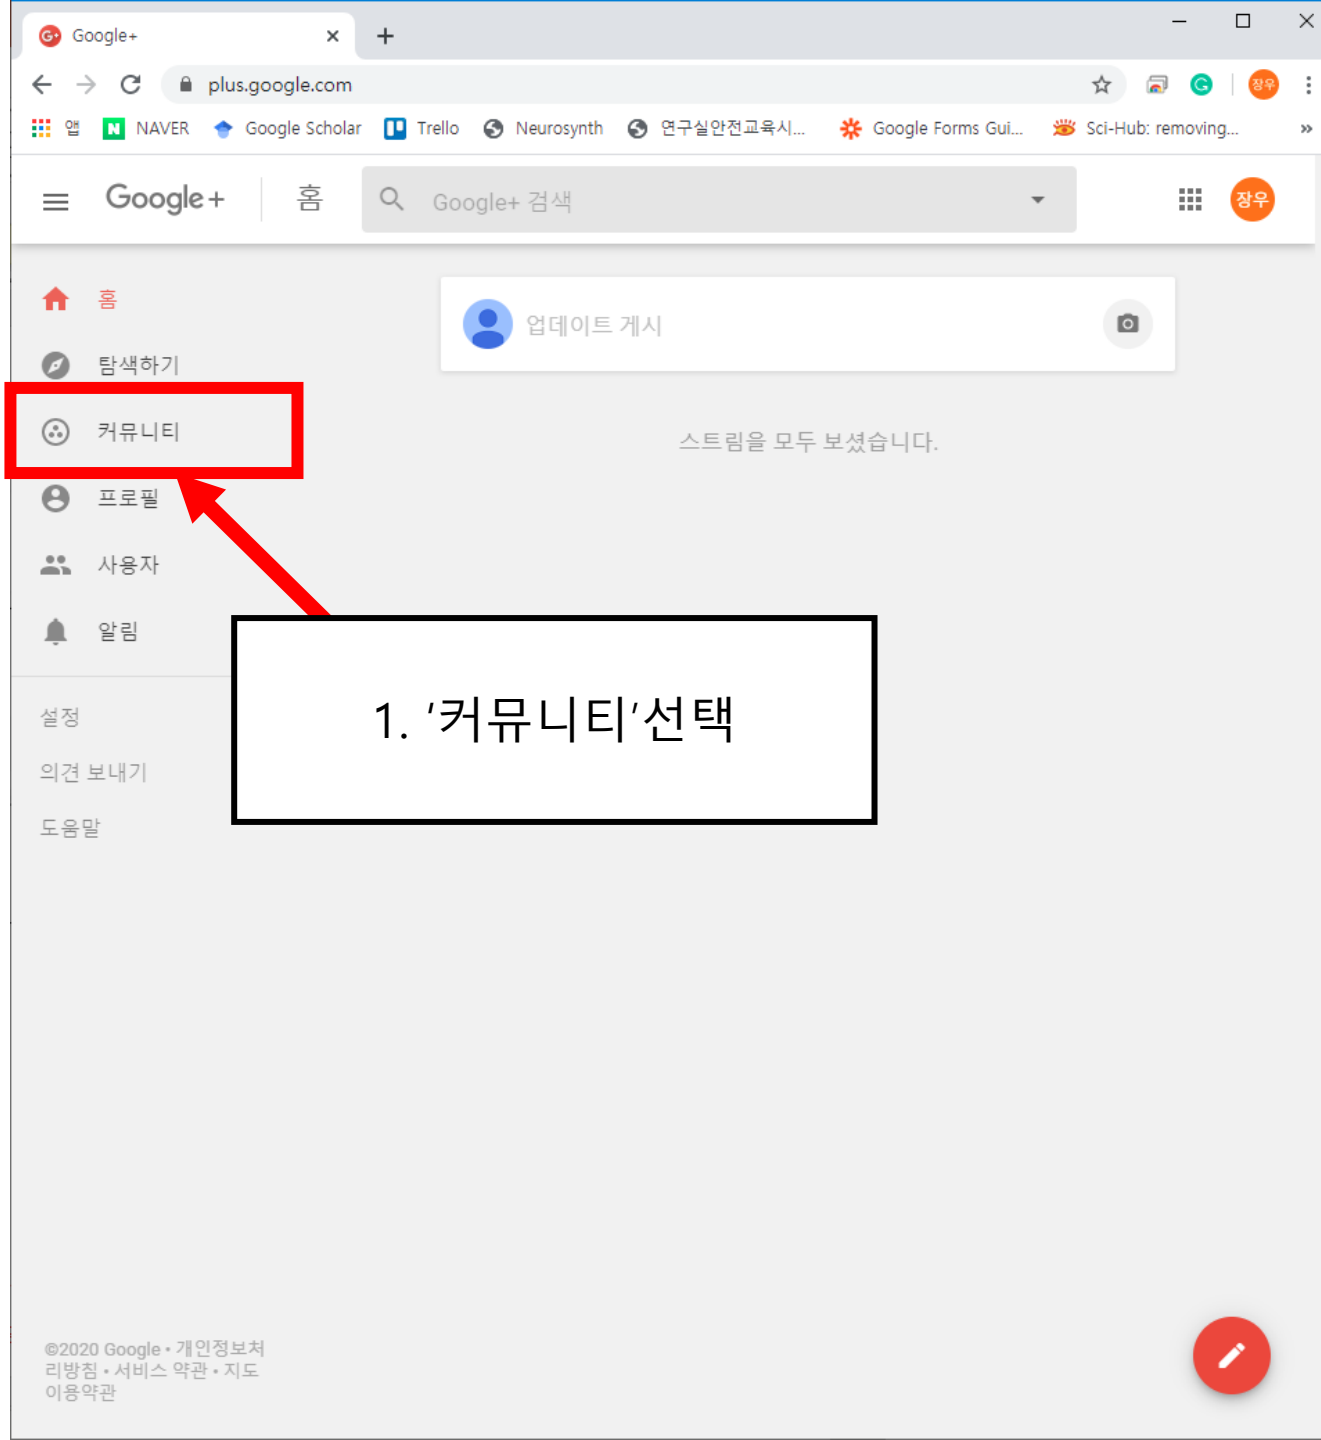 Google+
plus.google.com
장우
앱 NAVER Google Scholar Trello Neurosynth 연구실안전교육시... Google Forms Gui... Sci-Hub: removing... »
Google+ 홈 Google+ 검색 장우
홈
업데이트 게시
탐색하기
커뮤니티
스트림을 모두 보셨습니다.
프로필
사용자
알림
1. ‘커뮤니티’선택
설정
의견 보내기
도움말
©2020 Google • 개인정보처
리방침 • 서비스 약관 • 지도
이용약관